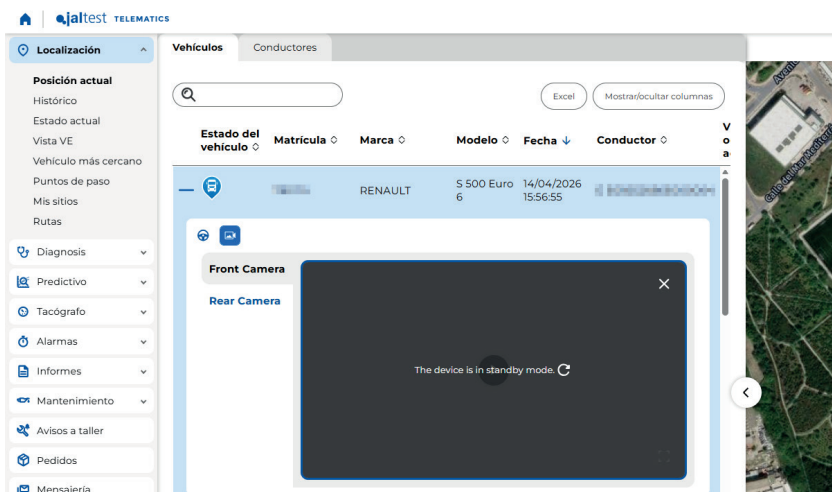 jaltest TELEMATICS
Localización
Posición actual
Histórico
Estado actual
Vista VE
Vehículo más cercano
Puntos de paso
Mis sitios
Rutas
Diagnosis
Predictivo
Tacógrafo
Alarmas
Informes
Mantenimiento
Avisos a taller
Pedidos
Mensajería
Vehículos
Conductores
Excel
Mostrar/ocultar columnas
Estado del vehículo
Matrícula
Marca
Modelo
Fecha
Conductor
V
o
a
RENAULT
S 500 Euro 6
14/04/2026 15:56:55
Front Camera
Rear Camera
The device is in standby mode.